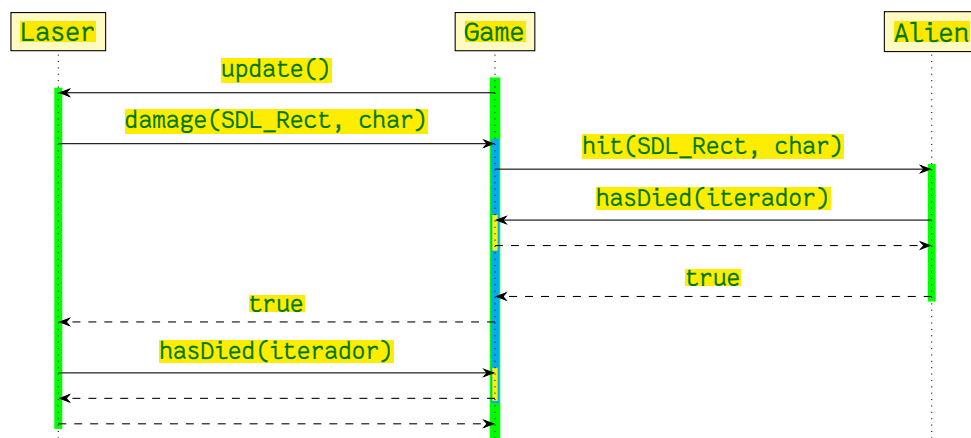 Laser
Game
Alien
update()
damage(SDL_Rect, char)
hit(SDL_Rect, char)
hasDied(iterador)
true
true
hasDied(iterador)